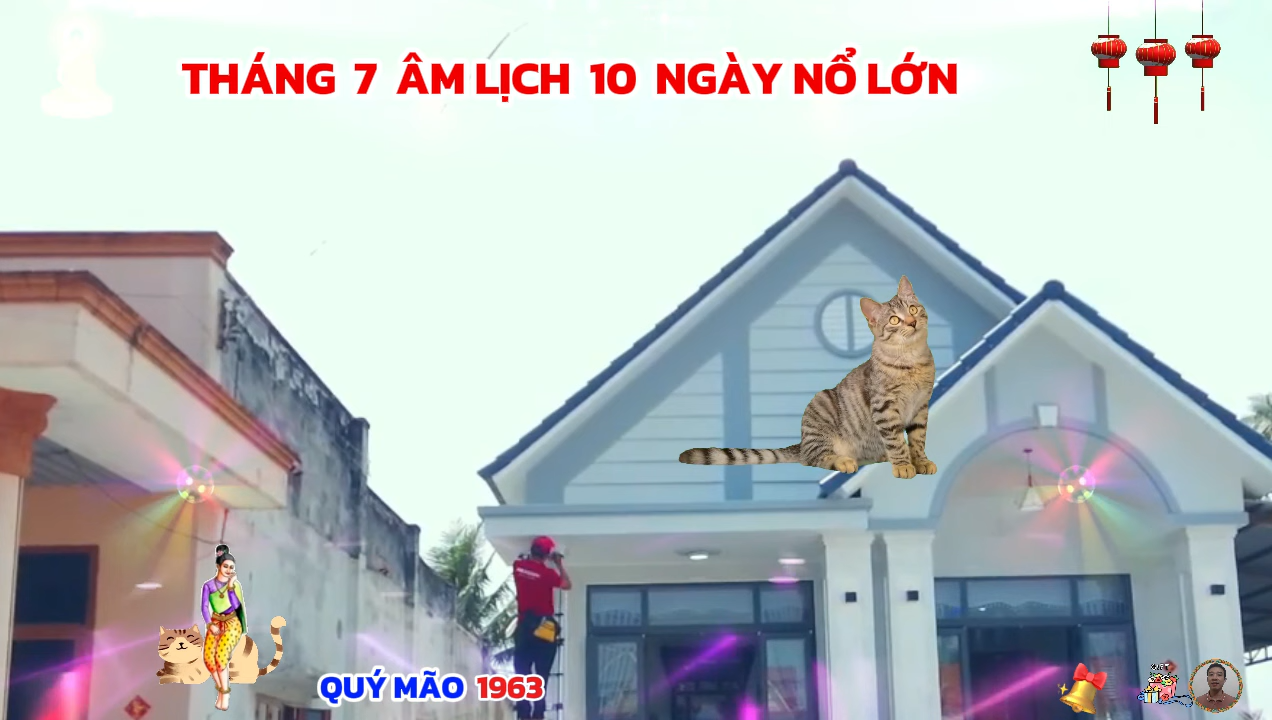 THÁNG 7 ÂM LỊCH 10 NGÀY NỔ LỚN
QUÝ MÃO 1963